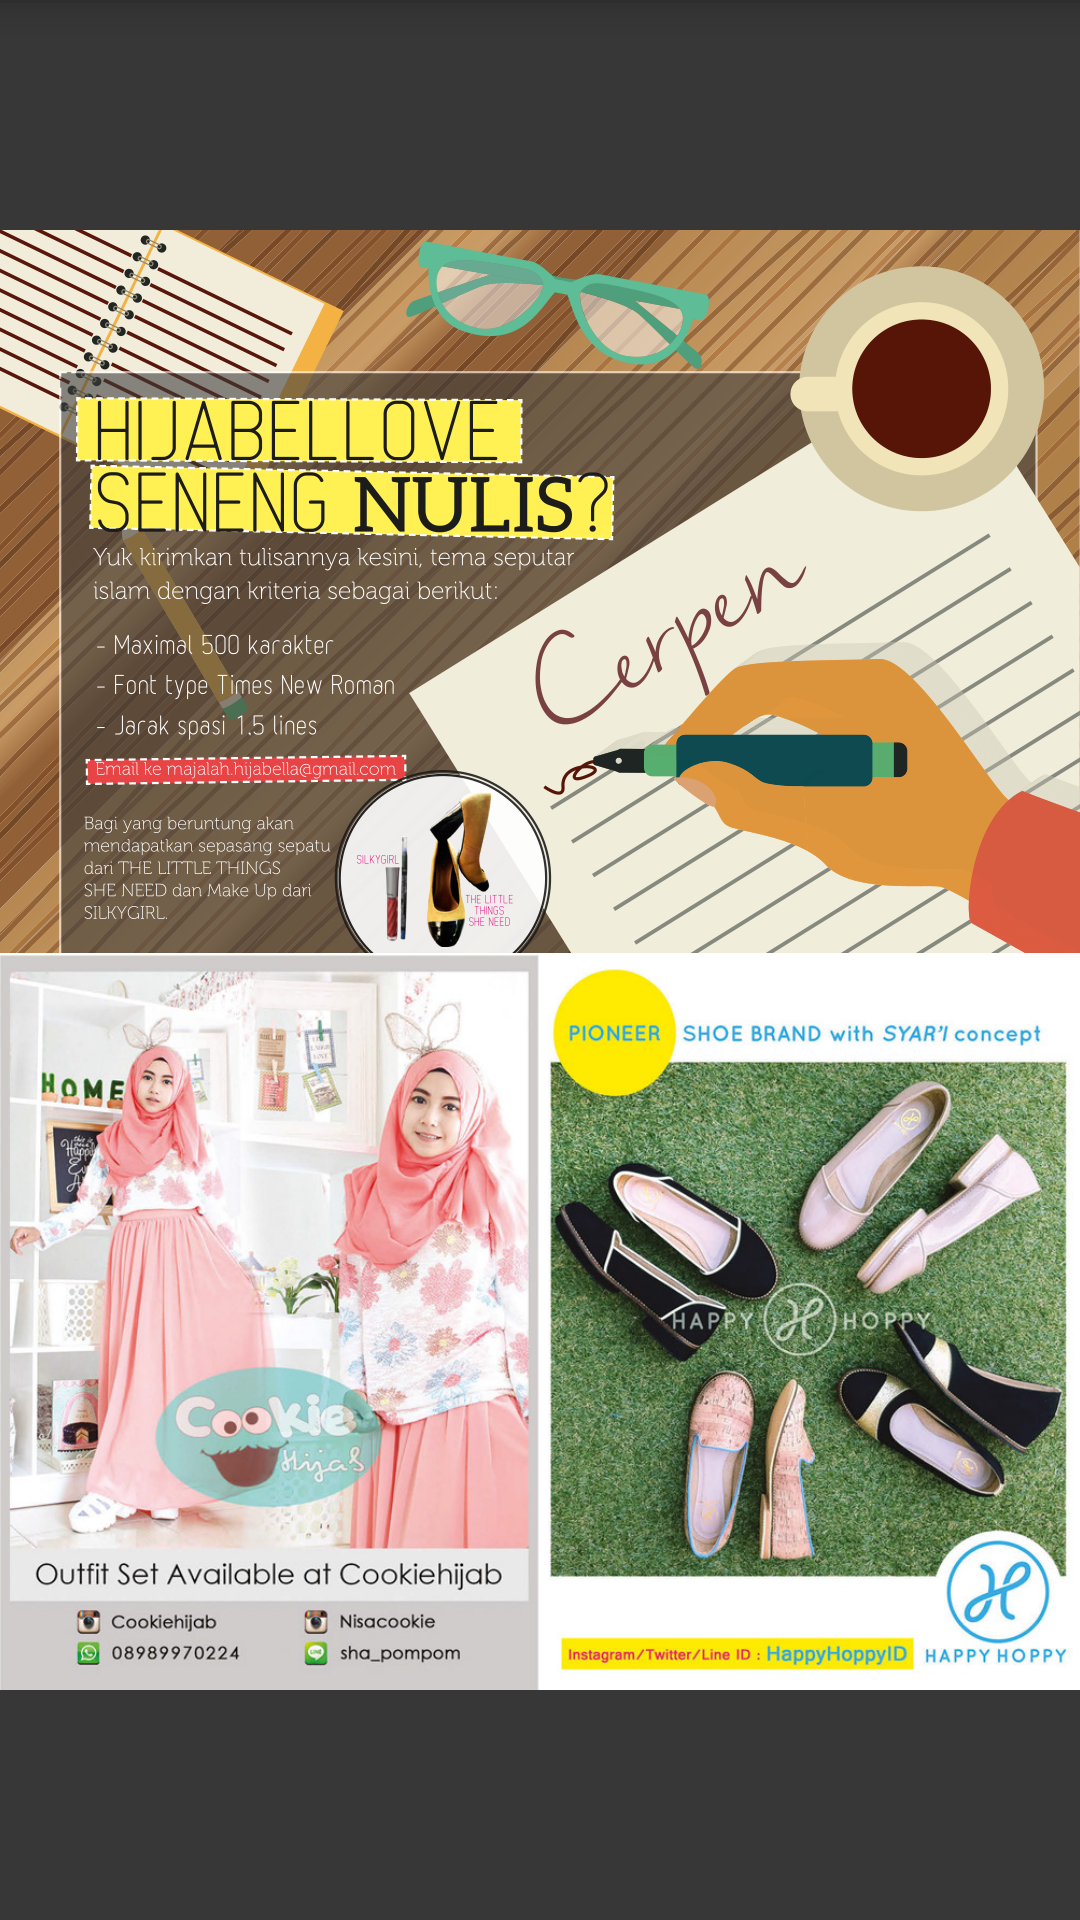 HIJABELLOVE
SENENG NULIS?
Yuk kirimkan tulisannya kesini, tema seputar
islam dengan kriteria sebagai berikut:
- Maximal 500 karakter
- Font type Times New Roman
- Jarak spasi 1.5 lines
Email ke majalah.hijabella@gmail.com
Bagi yang beruntung akan
mendapatkan sepasang sepatu
dari THE LITTLE THINGS
SHE NEED dan Make Up dari
SILKYGIRL.
SILKYGIRL
THE LITTLE
THINGS
SHE NEED
Cerpen
HOME
Cookie
Hijab
Outfit Set Available at Cookiehijab
Cookiehijab
Nisacookie
08989970224
LINE
sha_pompom
PIONEER SHOE BRAND with SYAR'I concept
HAPPY H HOPPY
Instagram/Twitter/Line ID : HappyHoppyID
H
HAPPY HOPPY